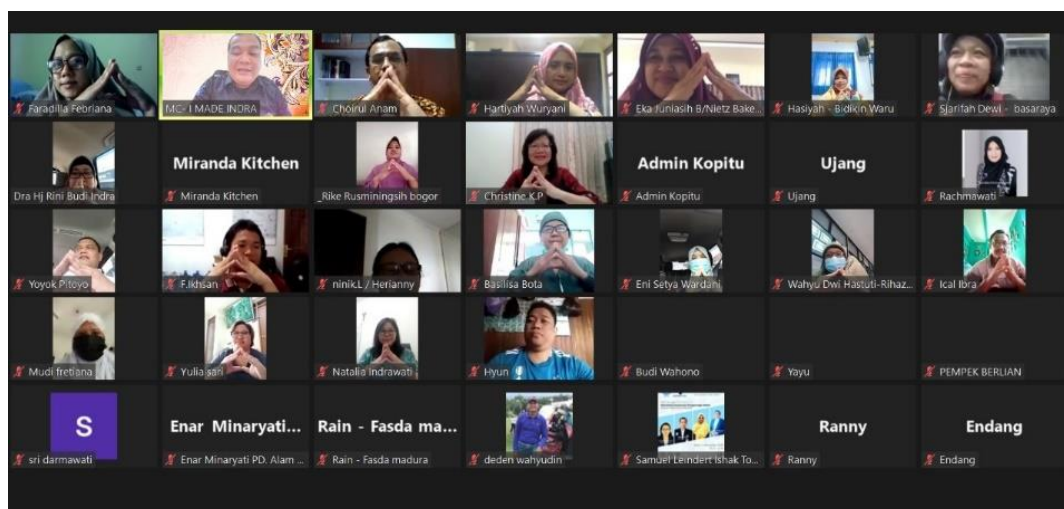 Faradilla Febriana
MC- I MADE INDRA
Choirul Anam
Hartiyah Wuryani
Eka Juniasih B/Nietz Bake...
Hasiyah - Bidikin Waru
Sjarifah Dewi - basaraya
Dra Hj Rini Budi Indra
Miranda Kitchen
Miranda Kitchen
_Rike Rusminingsih bogor
Christine K.P
Admin Kopitu
Admin Kopitu
Ujang
Ujang
Rachmawati
Yoyok Pitoyo
F.Ikhsan
ninik.L / Herianny
Basilisa Bota
Eni Setya Wardani
Wahyu Dwi Hastuti-Rihaz...
Ical Ibra
Mudi fretiana
Yulia sari
Natalia Indrawati
Hyun
Budi Wahono
Yayu
PEMPEK BERLIAN
S
sri darmawati
Enar Minaryati...
Enar Minaryati PD. Alam ...
Rain - Fasda ma...
Rain - Fasda madura
deden wahyudin
Samuel Leindert Ishak To...
Ranny
Ranny
Endang
Endang